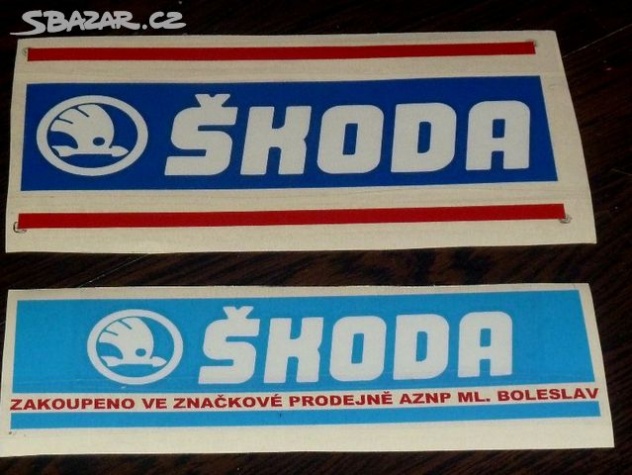 SBAZAR.CZ
ŠKODA
ŠKODA
ZAKOUPENO VE ZNAČKOVÉ PRODEJNĚ AZNP ML. BOLESLAV